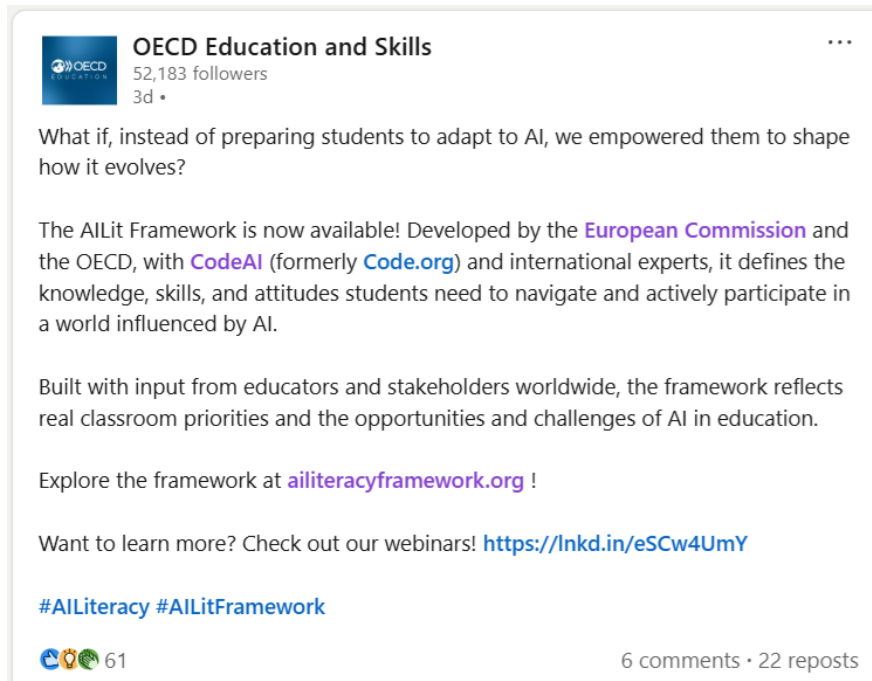 OECD
EDUCATION
OECD Education and Skills
52,183 followers
3d •
What if, instead of preparing students to adapt to AI, we empowered them to shape
how it evolves?
The AILit Framework is now available! Developed by the European Commission and
the OECD, with CodeAI (formerly Code.org) and international experts, it defines the
knowledge, skills, and attitudes students need to navigate and actively participate in
a world influenced by AI.
Built with input from educators and stakeholders worldwide, the framework reflects
real classroom priorities and the opportunities and challenges of AI in education.
Explore the framework at ailiteracyframework.org !
Want to learn more? Check out our webinars! https://lnkd.in/eSCw4UmY
#AILiteracy #AILitFramework
61
6 comments • 22 reposts